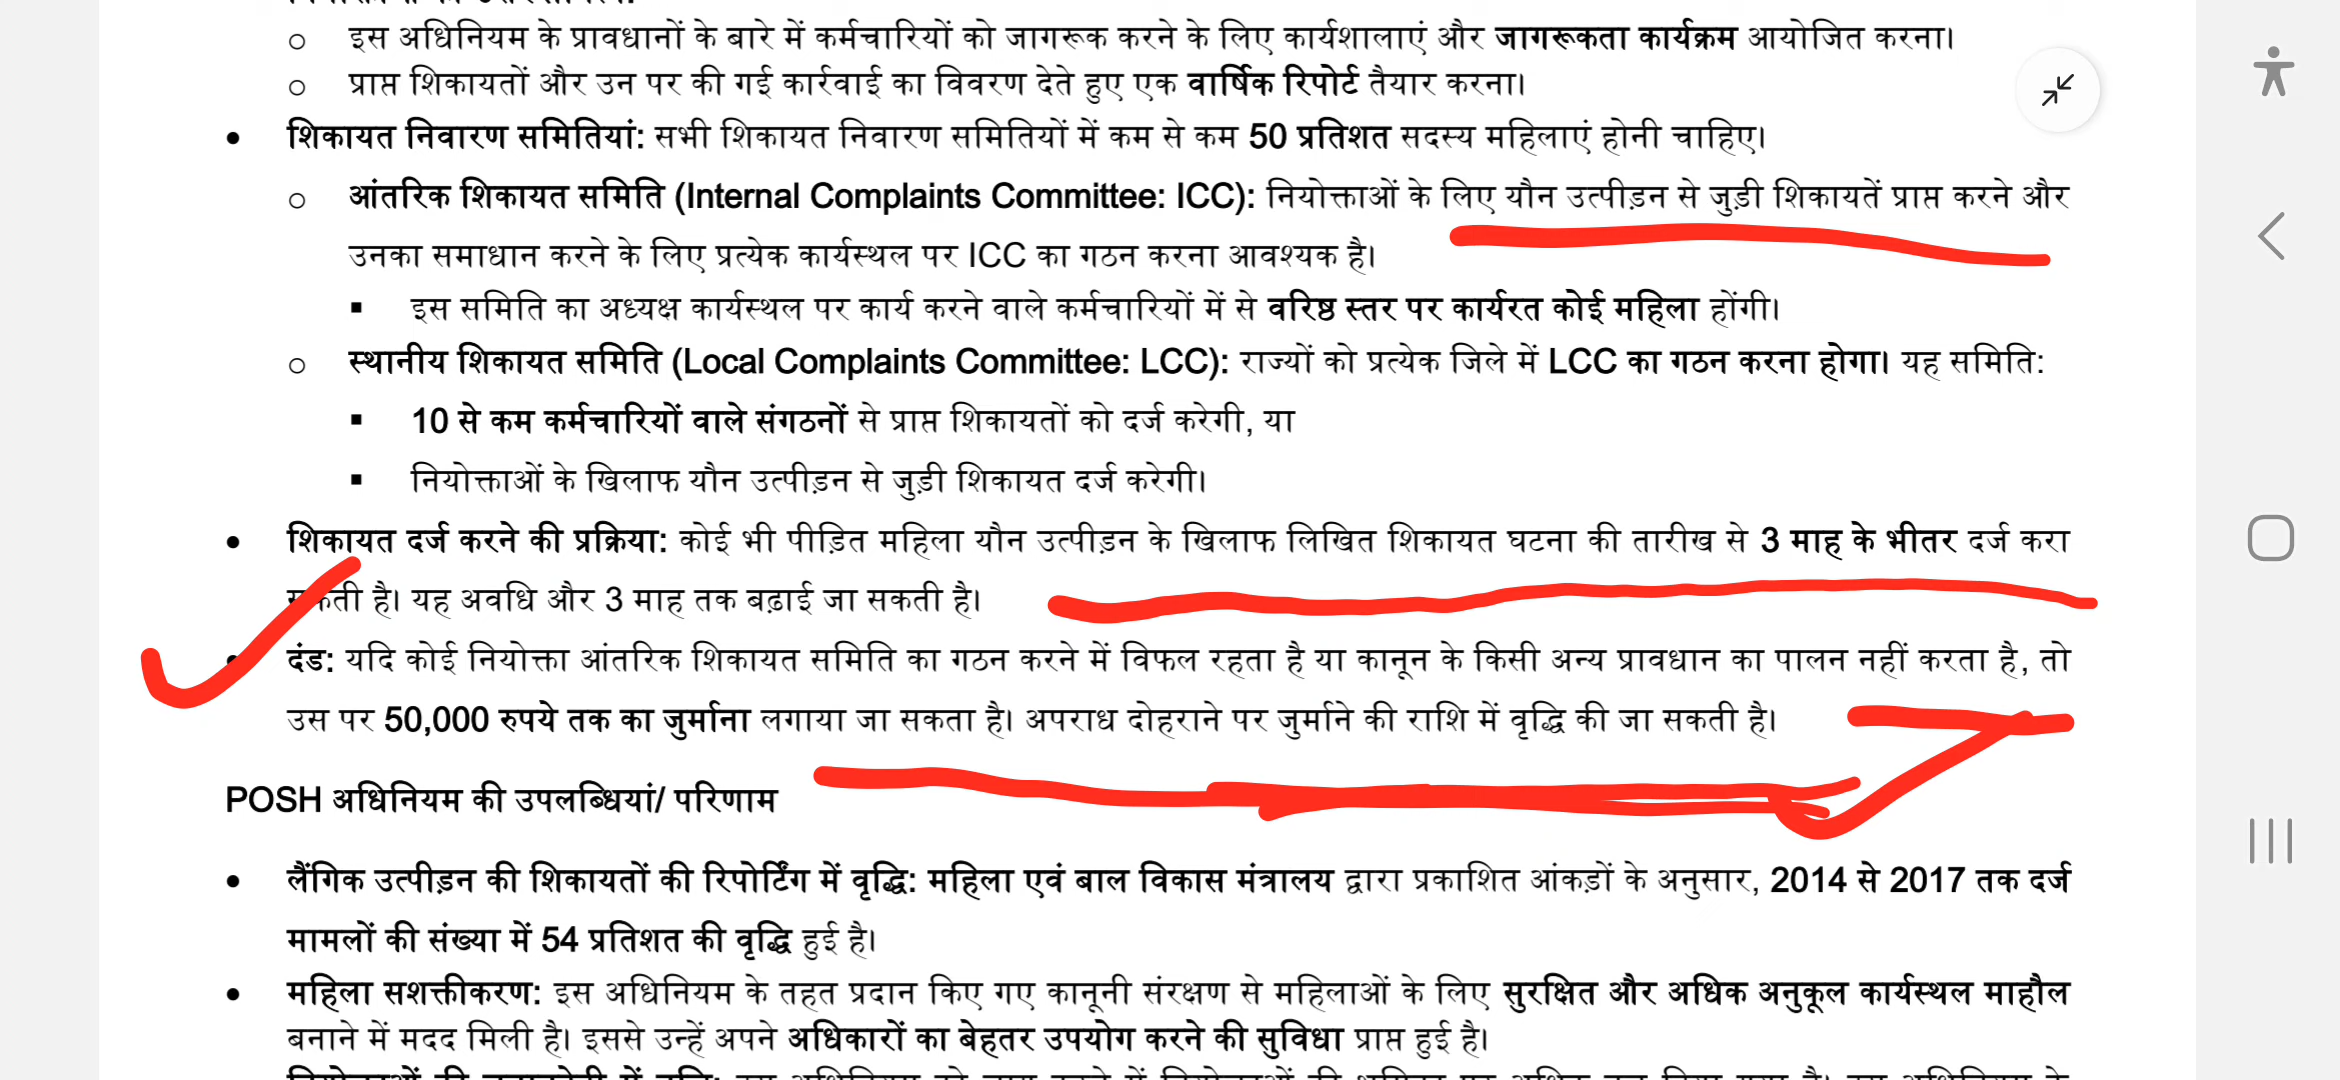 इस अधिनियम के प्रावधानों के बारे में कर्मचारियों को जागरूक करने के लिए कार्यशालाएं और जागरूकता कार्यक्रम आयोजित करना।
प्राप्त शिकायतों और उन पर की गई कार्रवाई का विवरण देते हुए एक वार्षिक रिपोर्ट तैयार करना।
शिकायत निवारण समितियां: सभी शिकायत निवारण समितियों में कम से कम 50 प्रतिशत सदस्य महिलाएं होनी चाहिए।
आंतरिक शिकायत समिति (Internal Complaints Committee: ICC): नियोक्ताओं के लिए यौन उत्पीड़न से जुड़ी शिकायतें प्राप्त करने और
उनका समाधान करने के लिए प्रत्येक कार्यस्थल पर ICC का गठन करना आवश्यक है।
इस समिति का अध्यक्ष कार्यस्थल पर कार्य करने वाले कर्मचारियों में से वरिष्ठ स्तर पर कार्यरत कोई महिला होंगी।
स्थानीय शिकायत समिति (Local Complaints Committee: LCC): राज्यों को प्रत्येक जिले में LCC का गठन करना होगा। यह समिति:
10 से कम कर्मचारियों वाले संगठनों से प्राप्त शिकायतों को दर्ज करेगी, या
नियोक्ताओं के खिलाफ यौन उत्पीड़न से जुड़ी शिकायत दर्ज करेगी।
शिकायत दर्ज करने की प्रक्रिया: कोई भी पीड़ित महिला यौन उत्पीड़न के खिलाफ लिखित शिकायत घटना की तारीख से 3 माह के भीतर दर्ज करा
सकती है। यह अवधि और 3 माह तक बढ़ाई जा सकती है।
दंड: यदि कोई नियोक्ता आंतरिक शिकायत समिति का गठन करने में विफल रहता है या कानून के किसी अन्य प्रावधान का पालन नहीं करता है, तो
उस पर 50,000 रुपये तक का जुर्माना लगाया जा सकता है। अपराध दोहराने पर जुर्माने की राशि में वृद्धि की जा सकती है।
POSH अधिनियम की उपलब्धियां/ परिणाम
लैंगिक उत्पीड़न की शिकायतों की रिपोर्टिंग में वृद्धि: महिला एवं बाल विकास मंत्रालय द्वारा प्रकाशित आंकड़ों के अनुसार, 2014 से 2017 तक दर्ज
मामलों की संख्या में 54 प्रतिशत की वृद्धि हुई है।
महिला सशक्तीकरण: इस अधिनियम के तहत प्रदान किए गए कानूनी संरक्षण से महिलाओं के लिए सुरक्षित और अधिक अनुकूल कार्यस्थल माहौल
बनाने में मदद मिली है। इससे उन्हें अपने अधिकारों का बेहतर उपयोग करने की सुविधा प्राप्त हुई है।